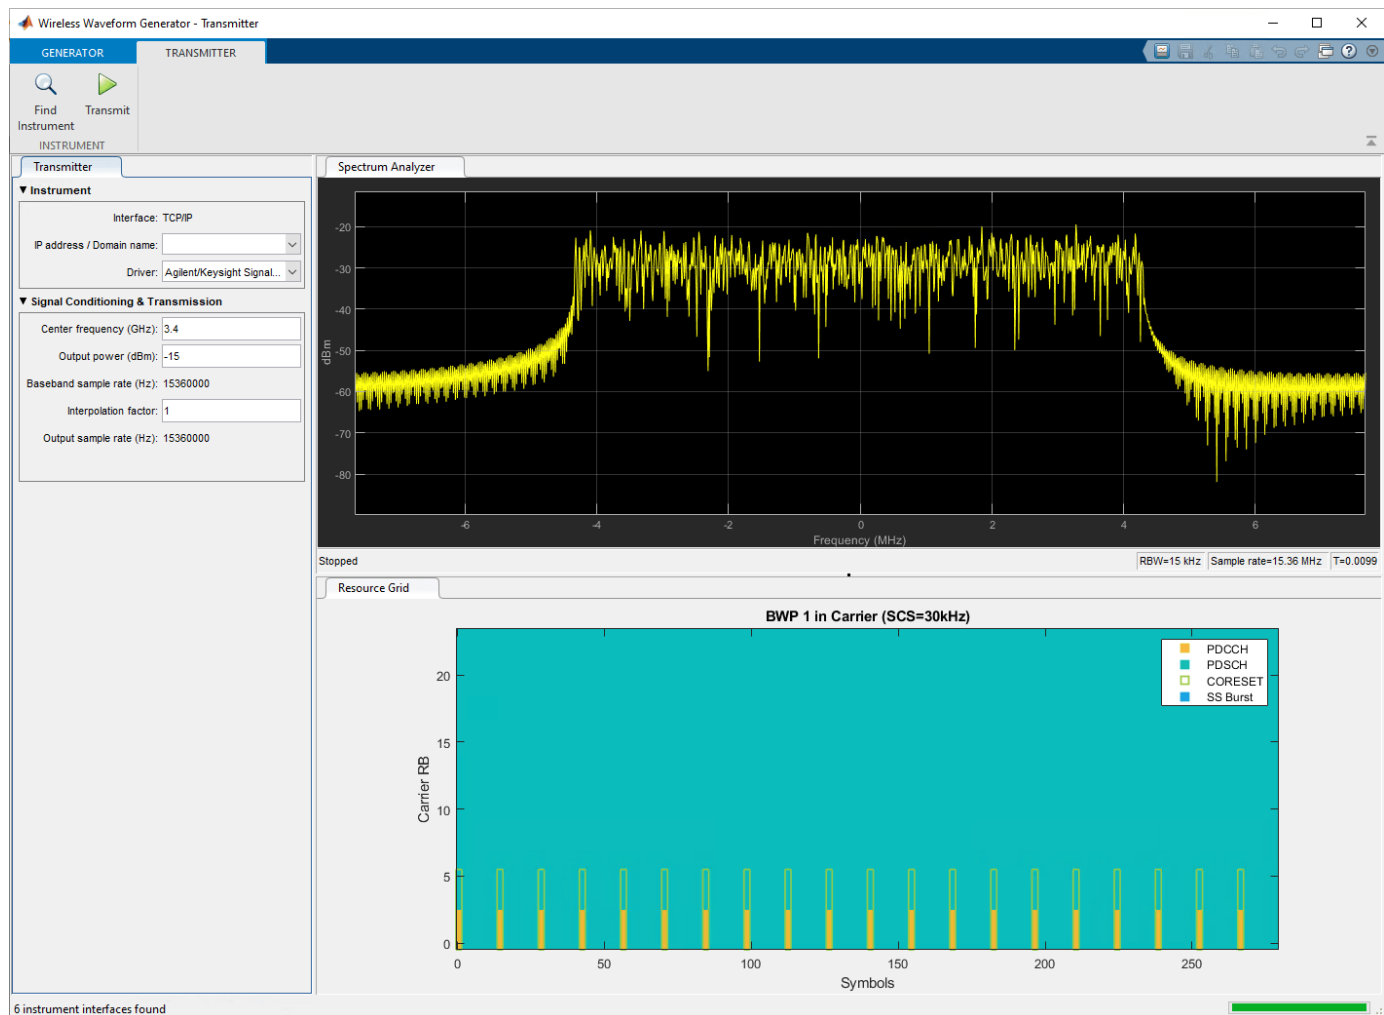 Wireless Waveform Generator - Transmitter
GENERATOR
TRANSMITTER
Find
Instrument
Transmit
INSTRUMENT
Transmitter
Instrument
Interface: TCP/IP
IP address / Domain name:
Driver: Agilent/Keysight Signal...
Signal Conditioning & Transmission
Center frequency (GHz): 3.4
Output power (dBm): -15
Baseband sample rate (Hz): 15360000
Interpolation factor: 1
Output sample rate (Hz): 15360000
Spectrum Analyzer
-20
-30
-40
-50
-60
-70
-80
dBm
-6 -4 -2 0 2 4 6
Frequency (MHz)
Stopped
RBW=15 kHz Sample rate=15.36 MHz T=0.0099
Resource Grid
BWP 1 in Carrier (SCS=30kHz)
PDCCH
PDSCH
CORESET
SS Burst
20
15
10
5
0
Carrier RB
0 50 100 150 200 250
Symbols
6 instrument interfaces found